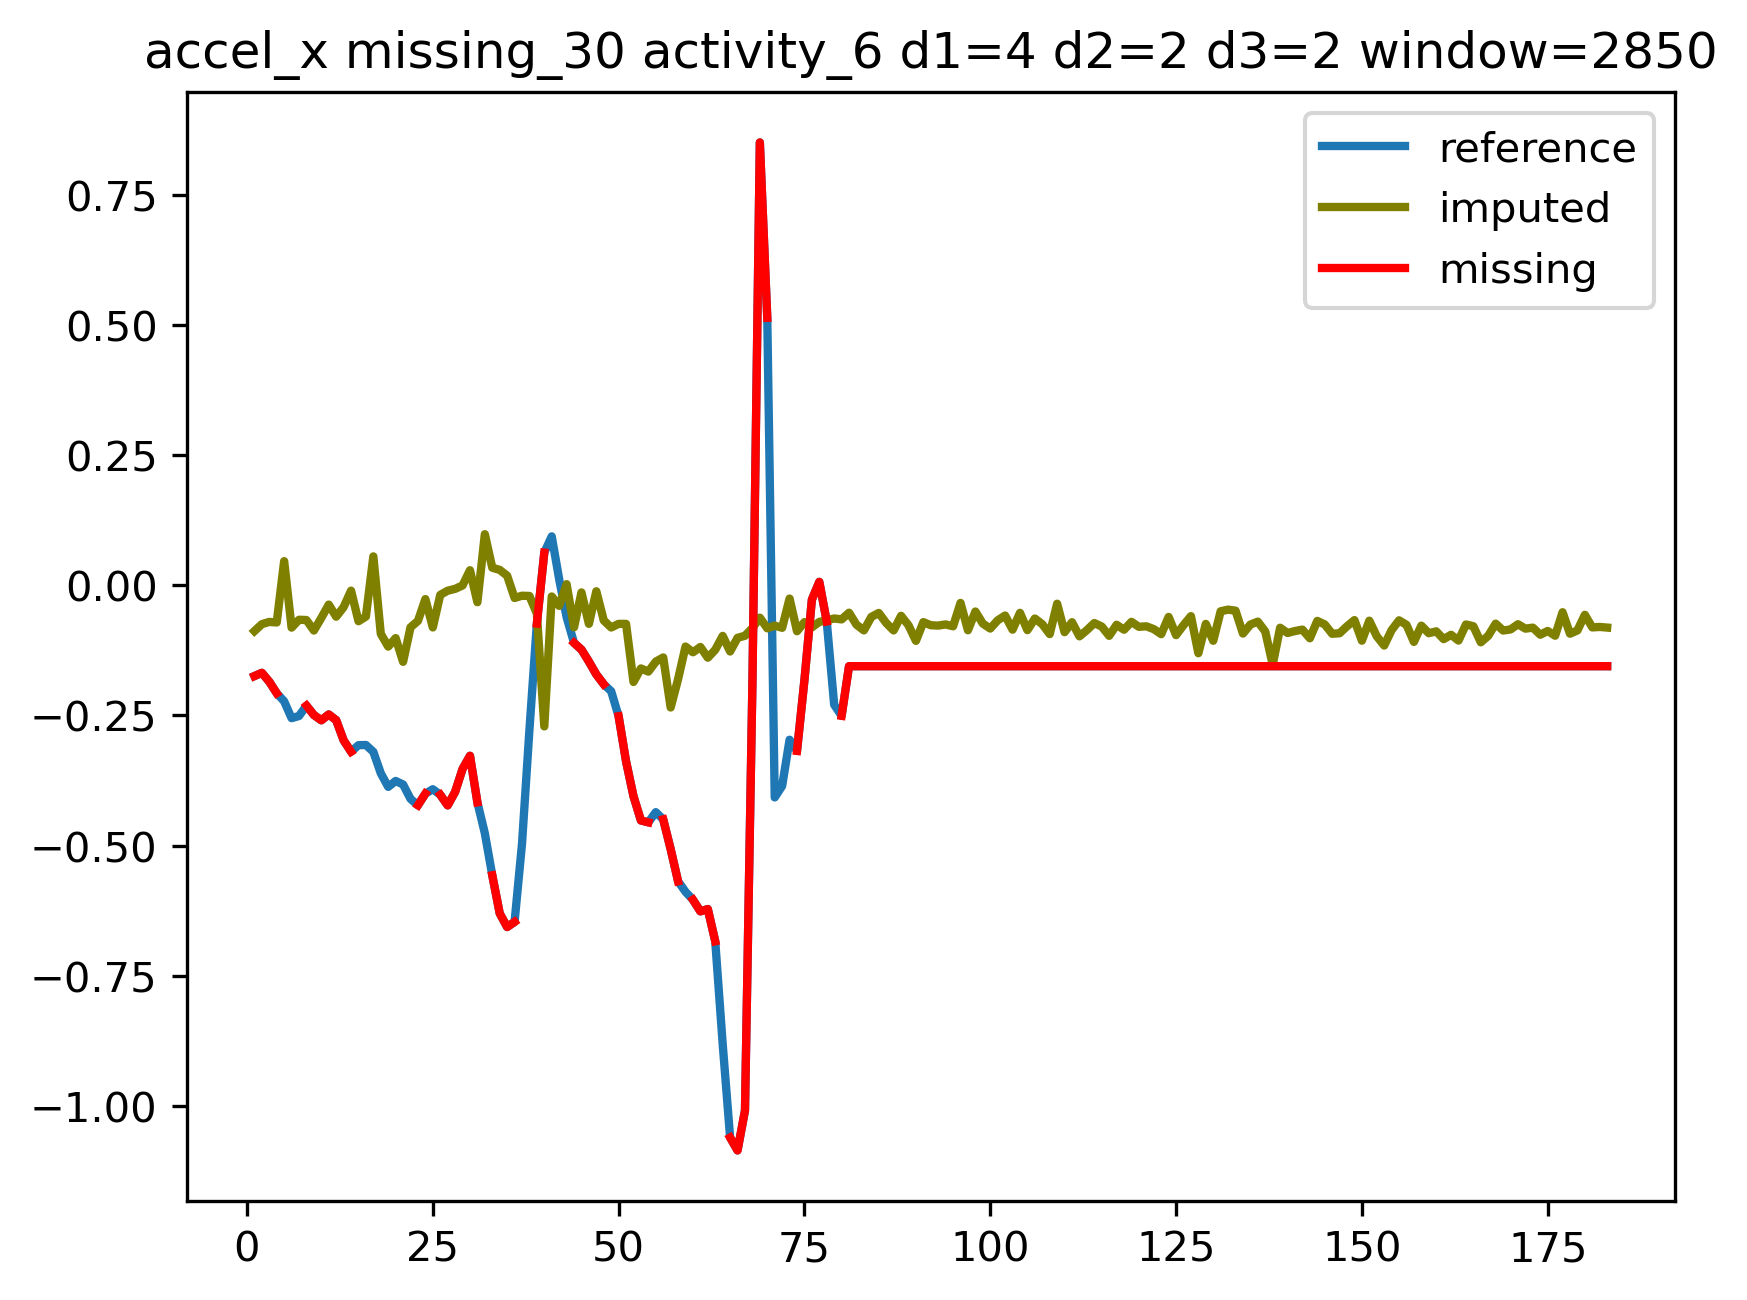 accel_x missing_30 activity_6 d1=4 d2=2 d3=2 window=2850
reference
imputed
missing
0.75
0.50
0.25
0.00
−0.25
−0.50
−0.75
−1.00
0 25 50 75 100 125 150 175